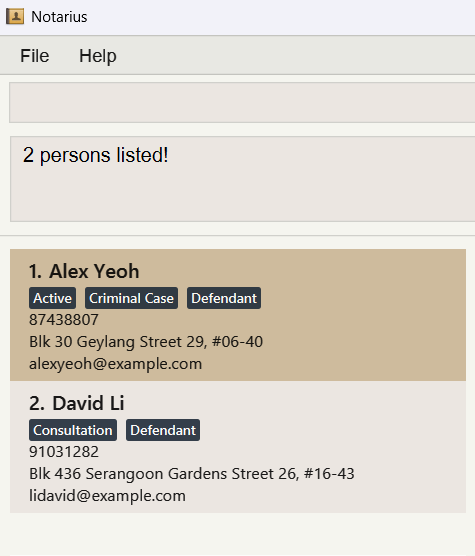 Notarius
File Help
2 persons listed!
1. Alex Yeoh
Active Criminal Case Defendant
87438807
Blk 30 Geylang Street 29, #06-40
alexyeoh@example.com
2. David Li
Consultation Defendant
91031282
Blk 436 Serangoon Gardens Street 26, #16-43
lidavid@example.com